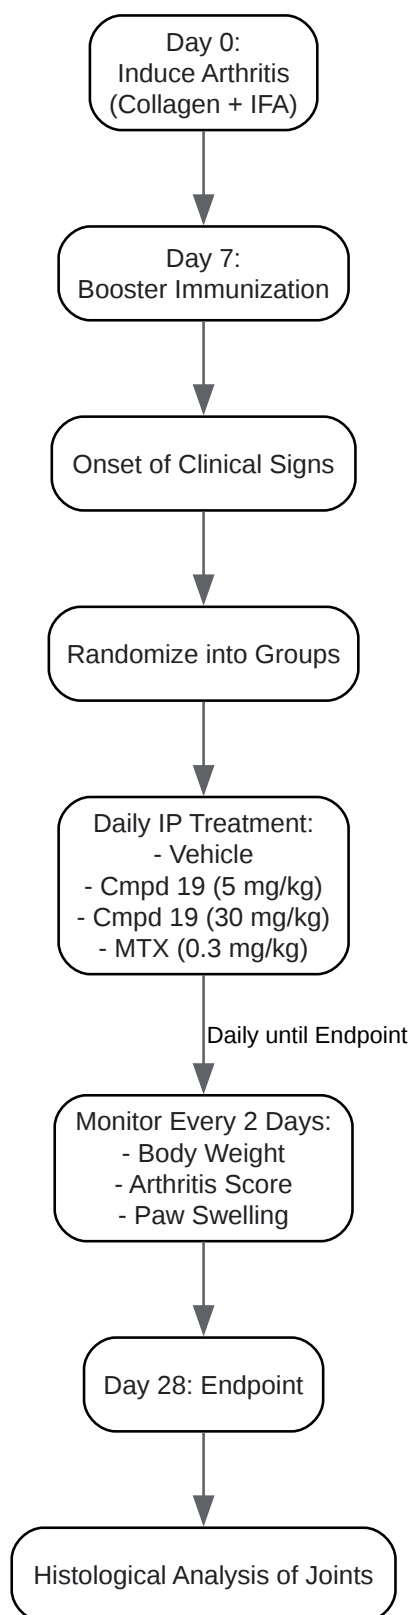 Day 0:
Induce Arthritis
(Collagen + IFA)
Day 7:
Booster Immunization
Onset of Clinical Signs
Randomize into Groups
Daily IP Treatment:
- Vehicle
- Cmpd 19 (5 mg/kg)
- Cmpd 19 (30 mg/kg)
- MTX (0.3 mg/kg)
Daily until Endpoint
Monitor Every 2 Days:
- Body Weight
- Arthritis Score
- Paw Swelling
Day 28: Endpoint
Histological Analysis of Joints